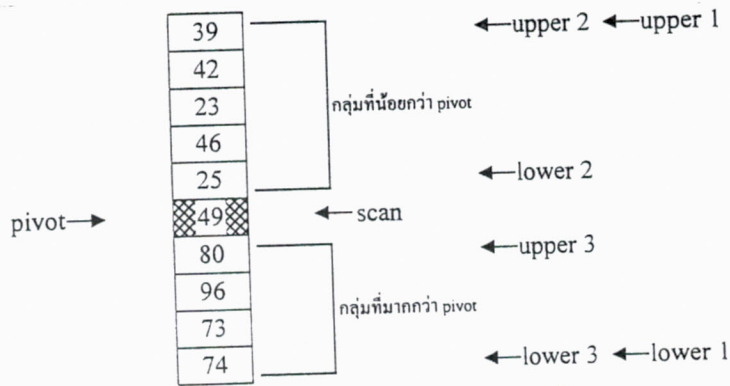 39 upper 2 upper 1
42
23 กลุ่มที่น้อยกว่า pivot
46
25 lower 2
pivot 49 scan
80 upper 3
96
73 กลุ่มที่มากกว่า pivot
74 lower 3 lower 1